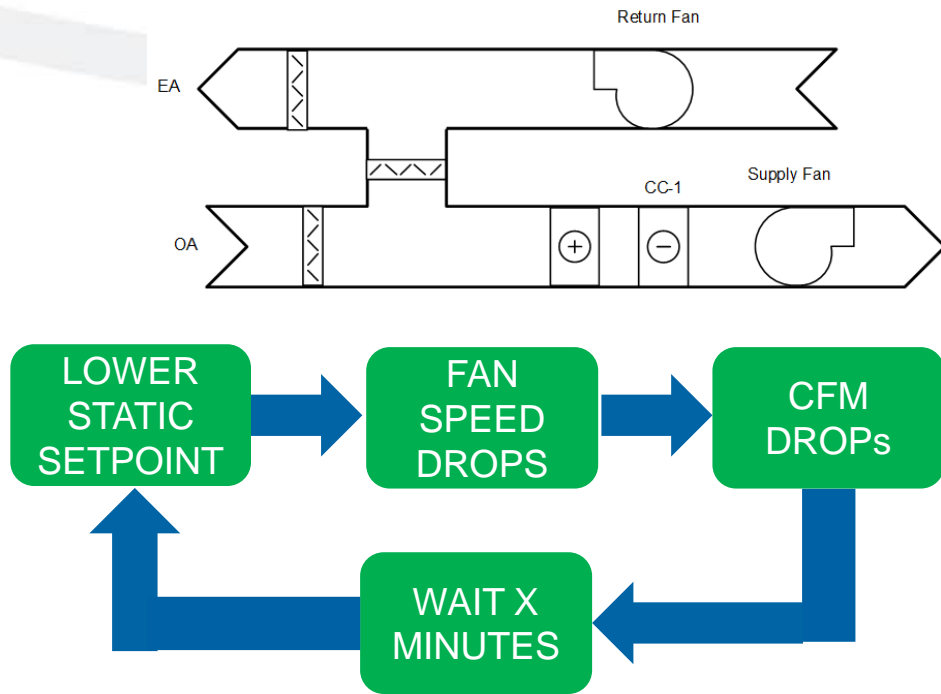 Return Fan
EA
Supply Fan
CC-1
OA
LOWER
STATIC
SETPOINT
FAN
SPEED
DROPS
CFM
DROPs
WAIT X
MINUTES